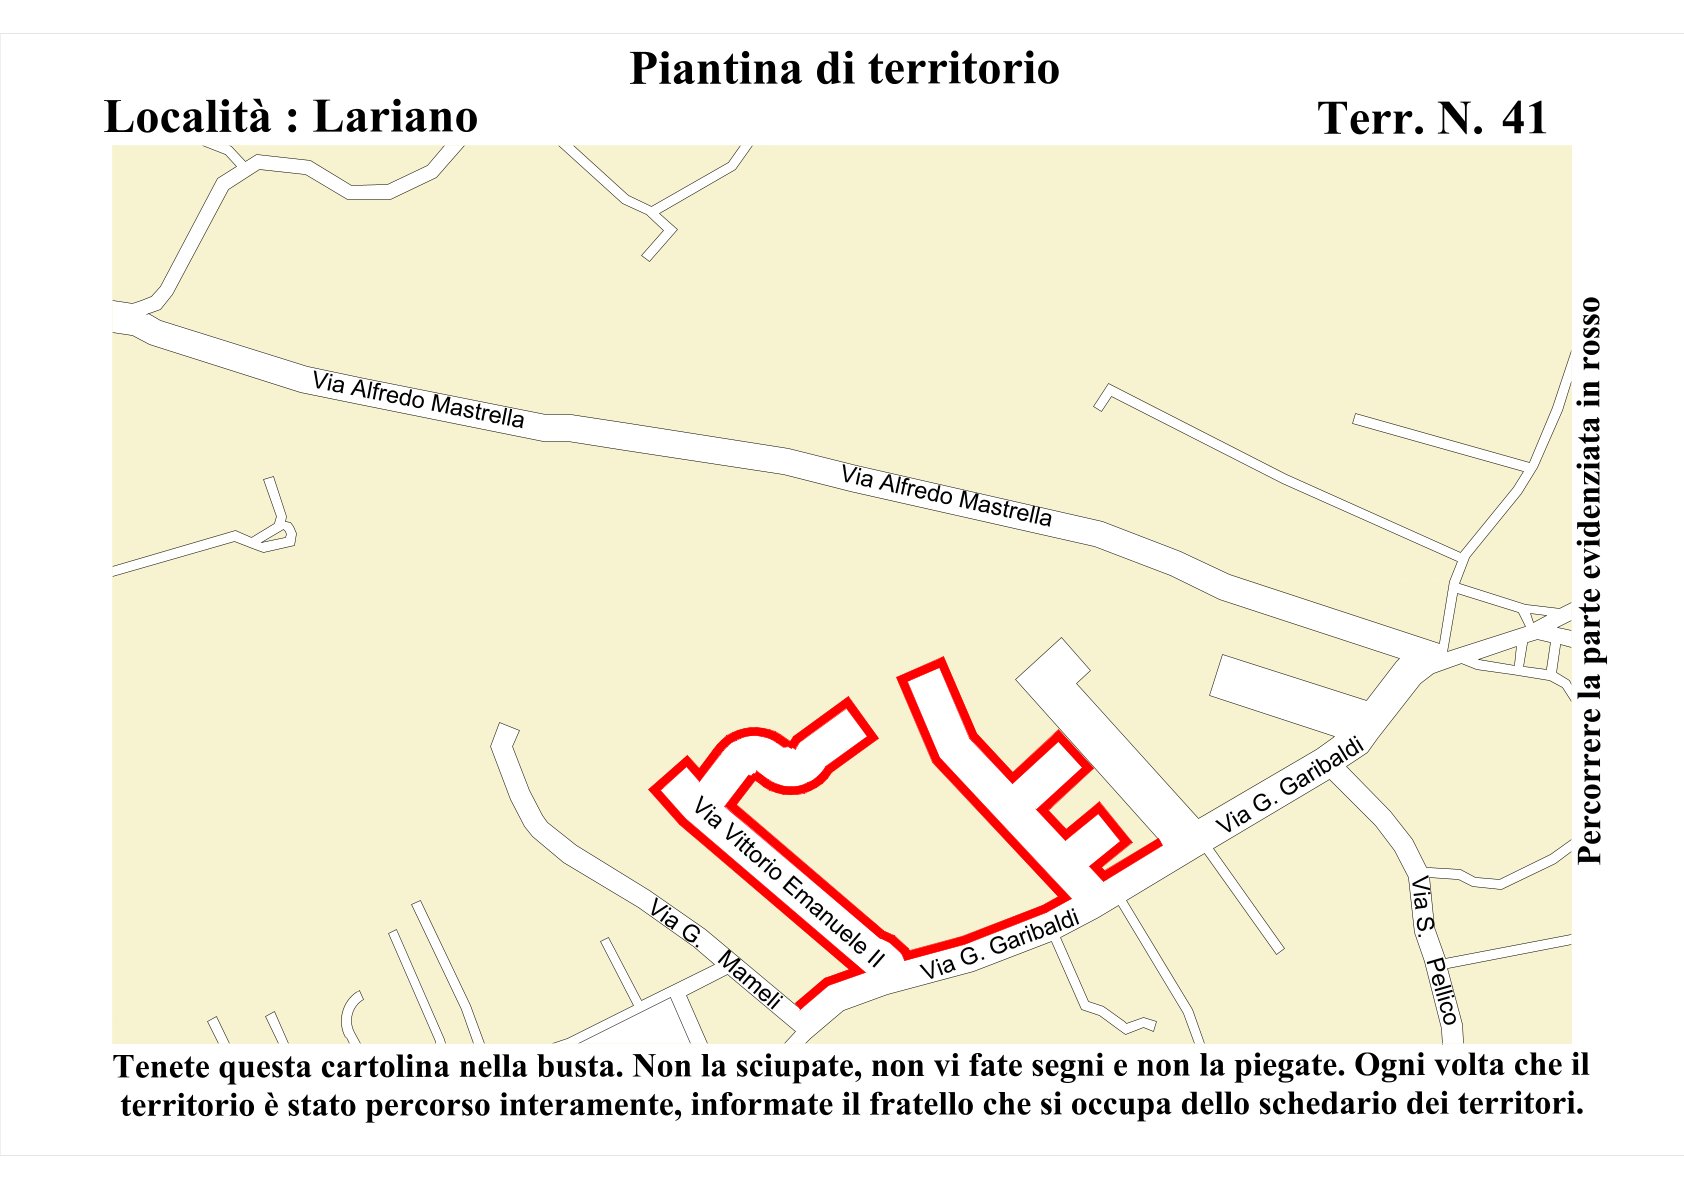 Piantina di territorio
Località : Lariano
Terr. N. 41
Via Alfredo Mastrella
Via Alfredo Mastrella
Percorrere la parte evidenziata in rosso
Via G. Garibaldi
Via Vittorio Emanuele II
Via G. Mameli
Via G. Garibaldi
Via S. Pellico
Tenete questa cartolina nella busta. Non la sciupate, non vi fate segni e non la piegate. Ogni volta che il
territorio è stato percorso interamente, informate il fratello che si occupa dello schedario dei territori.